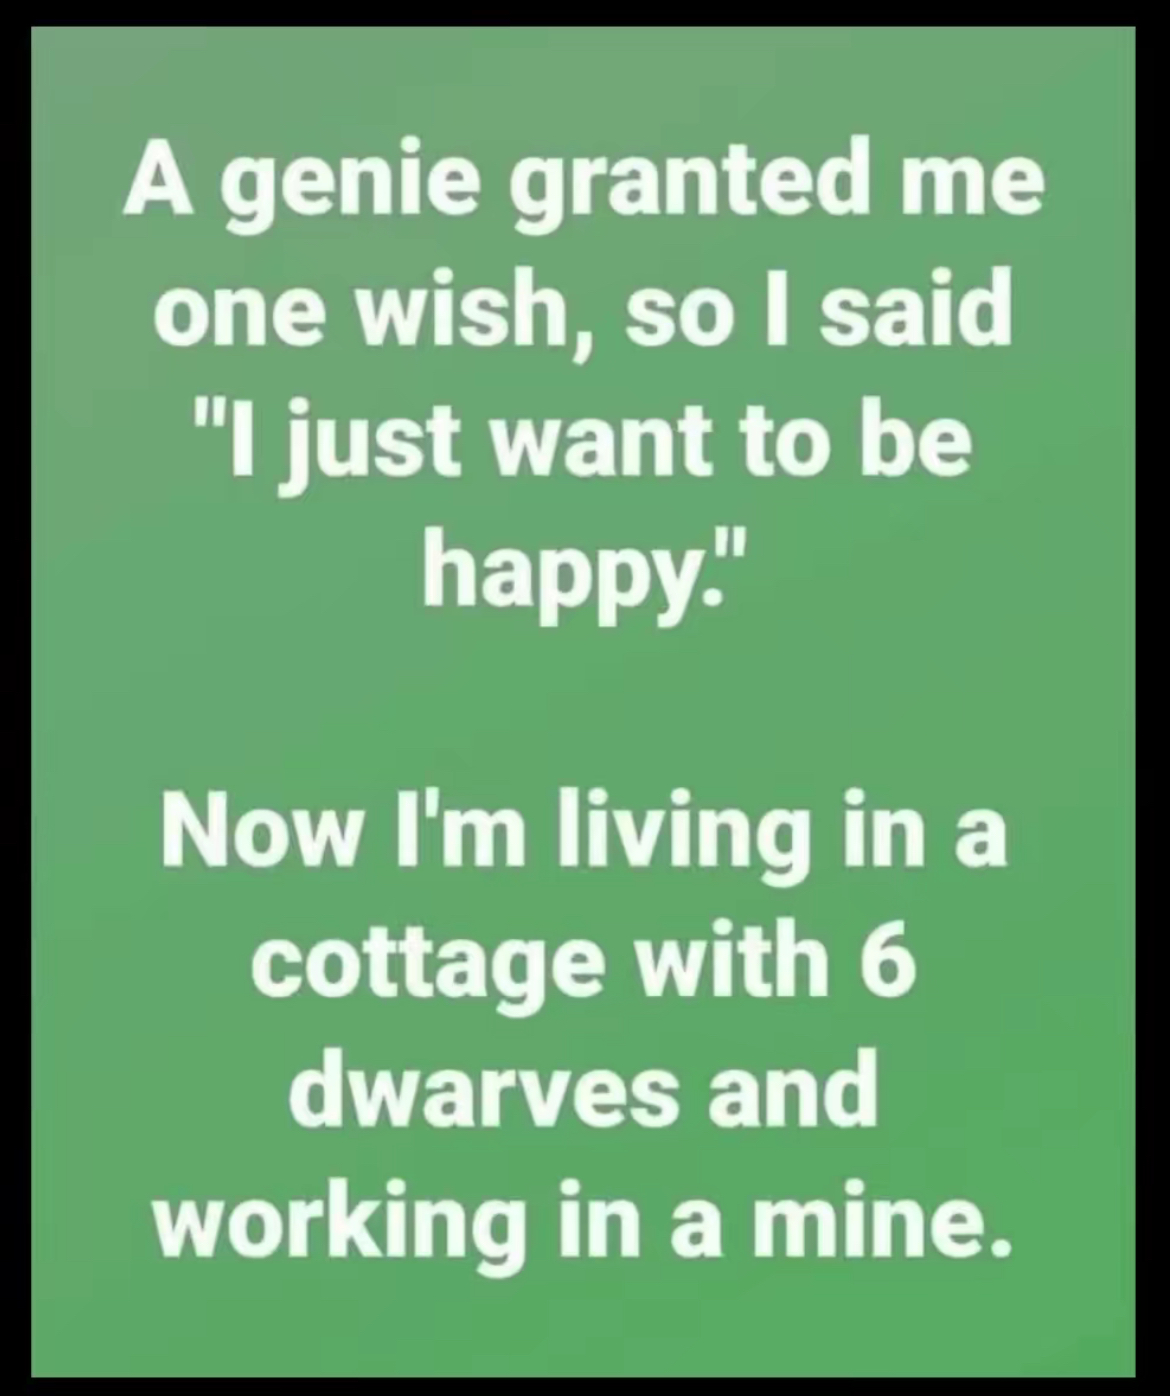 A genie granted me
one wish, so I said
"I just want to be
happy."
Now I'm living in a
cottage with 6
dwarves and
working in a mine.